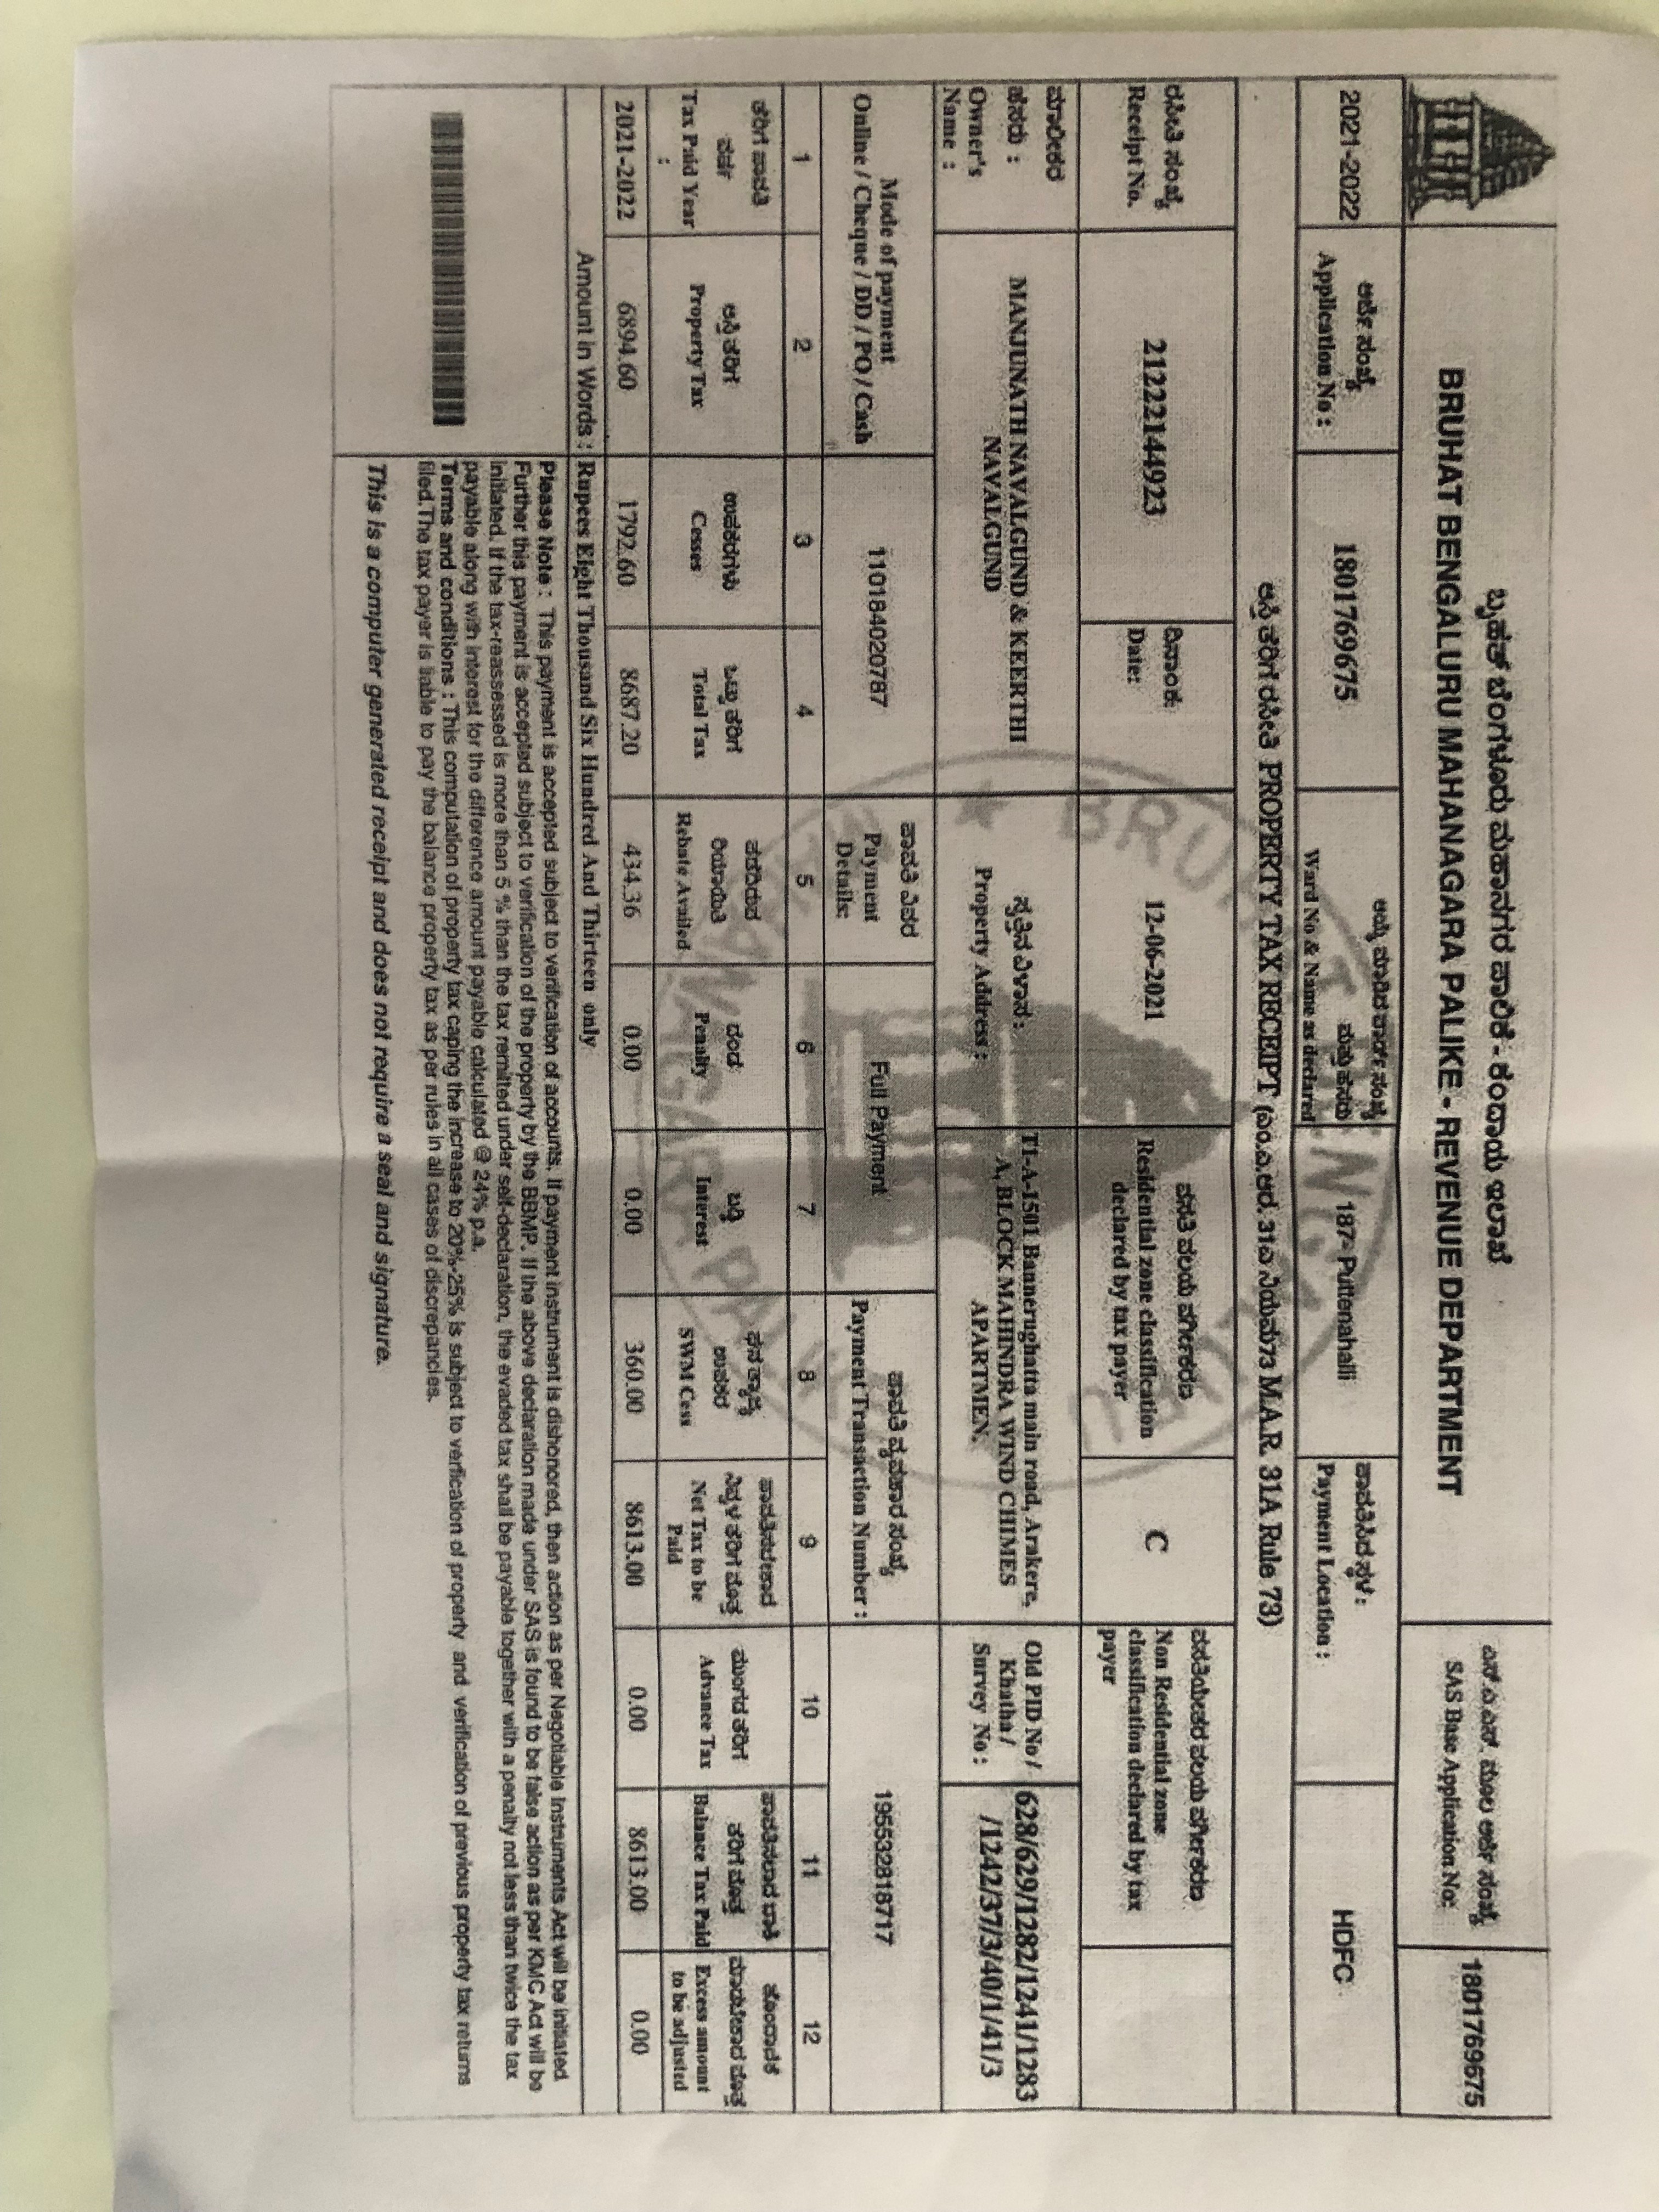 ಬೃಹತ್ ಬೆಂಗಳೂರು ಮಹಾನಗರ ಪಾಲಿಕೆ - ಕಂದಾಯ ಇಲಾಖೆ
BRUHAT BENGALURU MAHANAGARA PALIKE - REVENUE DEPARTMENT
ಎಸ್.ಎ.ಎಸ್. ಮೂಲ ಅರ್ಜಿ ಸಂಖ್ಯೆ
SAS Base Application No:
1801769675
2021-2022
ಅರ್ಜಿ ಸಂಖ್ಯೆ
Application No :
1801769675
ಆಯ್ಕೆ ಮಾಡಿದ ವಾರ್ಡ್ ಸಂಖ್ಯೆ
ಮತ್ತು ಹೆಸರು
Ward No & Name as declared
187- Puttenahalli
ಪಾವತಿಸಿದ ಸ್ಥಳ :
Payment Location :
HDFC
ಆಸ್ತಿ ತೆರಿಗೆ ರಸೀತಿ PROPERTY TAX RECEIPT (ಎಂ.ಎ.ಆರ್. 31ಎ ನಿಯಮ73 M.A.R. 31A Rule 73)
ರಸೀತಿ ಸಂಖ್ಯೆ
Receipt No.
2122214492​3
ದಿನಾಂಕ:
Date:
12-06-2021
ವಸತಿ ವಲಯ ವರ್ಗೀಕರಣ
Residential zone classification
declared by tax payer
C
ವಸತಿಯೇತರ ವಲಯ ವರ್ಗೀಕರಣ
Non Residential zone
classification declared by tax
payer
ಮಾಲೀಕರ
ಹೆಸರು :
Owner's
Name :
MANJUNATH NAVALGUND & KEERTHI
NAVALGUND
ಸ್ವತ್ತಿನ ವಿಳಾಸ :
Property Address :
T1-A-1501 Bannerughatta main road, Arakere,
A, BLOCK MAHINDRA WIND CHIMES
APARTMEN,
Old PID No /
Khatha /
Survey No :
628/629/1282/1241/1283
/1242/37/3/40/1/41/3
Mode of payment
Online / Cheque / DD / PO / Cash
11018402078​7
ಪಾವತಿ ವಿವರ
Payment
Details:
Full Payment
ಪಾವತಿ ವ್ಯವಹಾರ ಸಂಖ್ಯೆ
Payment Transaction Number :
195532818717
1 2 3 4 5 6 7 8 9 10 11 12
ತೆರಿಗೆ ಪಾವತಿ
ವರ್ಷ
Tax Paid Year
:
ಆಸ್ತಿ ತೆರಿಗೆ
Property Tax
ಉಪಕರಗಳು
Cesses
ಒಟ್ಟು ತೆರಿಗೆ
Total Tax
ಪಡೆದಿರುವ
ರಿಯಾಯಿತಿ
Rebate Availed
ದಂಡ
Penalty
ಬಡ್ಡಿ
Interest
ಘನ ತ್ಯಾಜ್ಯ
ಉಪಕರ
SWM Cess
ಪಾವತಿಸಬೇಕಾದ
ನಿವ್ವಳ ತೆರಿಗೆ ಮೊತ್ತ
Net Tax to be
Paid
ಮುಂಗಡ ತೆರಿಗೆ
Advance Tax
ಪಾವತಿಸಲಾದ ಬಾಕಿ
ತೆರಿಗೆ ಮೊತ್ತ
Balance Tax Paid
ಹೊಂದಾಣಿಕೆ
ಮಾಡಬೇಕಾದ ಮೊತ್ತ
Excess amount
to be adjusted
2021-2022 6894.60 1792.60 8687.20 434.36 0.00 0.00 360.00 8613.00 0.00 8613.00 0.00
Amount in Words : Rupees Eight Thousand Six Hundred And Thirteen only
Please Note : This payment is accepted subject to verification of accounts. If payment instrument is dishonored, then action as per Negotiable Instruments Act will be initiated.
Further this payment is accepted subject to verification of the property by the BBMP. If the above declaration made under SAS is found to be false action as per KMC Act will be
initiated. If the tax-reassessed is more than 5 % than the tax remitted under self-declaration, the evaded tax shall be payable together with a penalty not less than twice the tax
payable along with interest for the difference amount payable calculated @ 24% p.a.
Terms and conditions : This computation of property tax caping the increase to 20%-25% is subject to verfication of property and verification of previous property tax returns
filed.The tax payer is liable to pay the balance property tax as per rules in all cases of discrepancies.
This is a computer generated receipt and does not require a seal and signature.